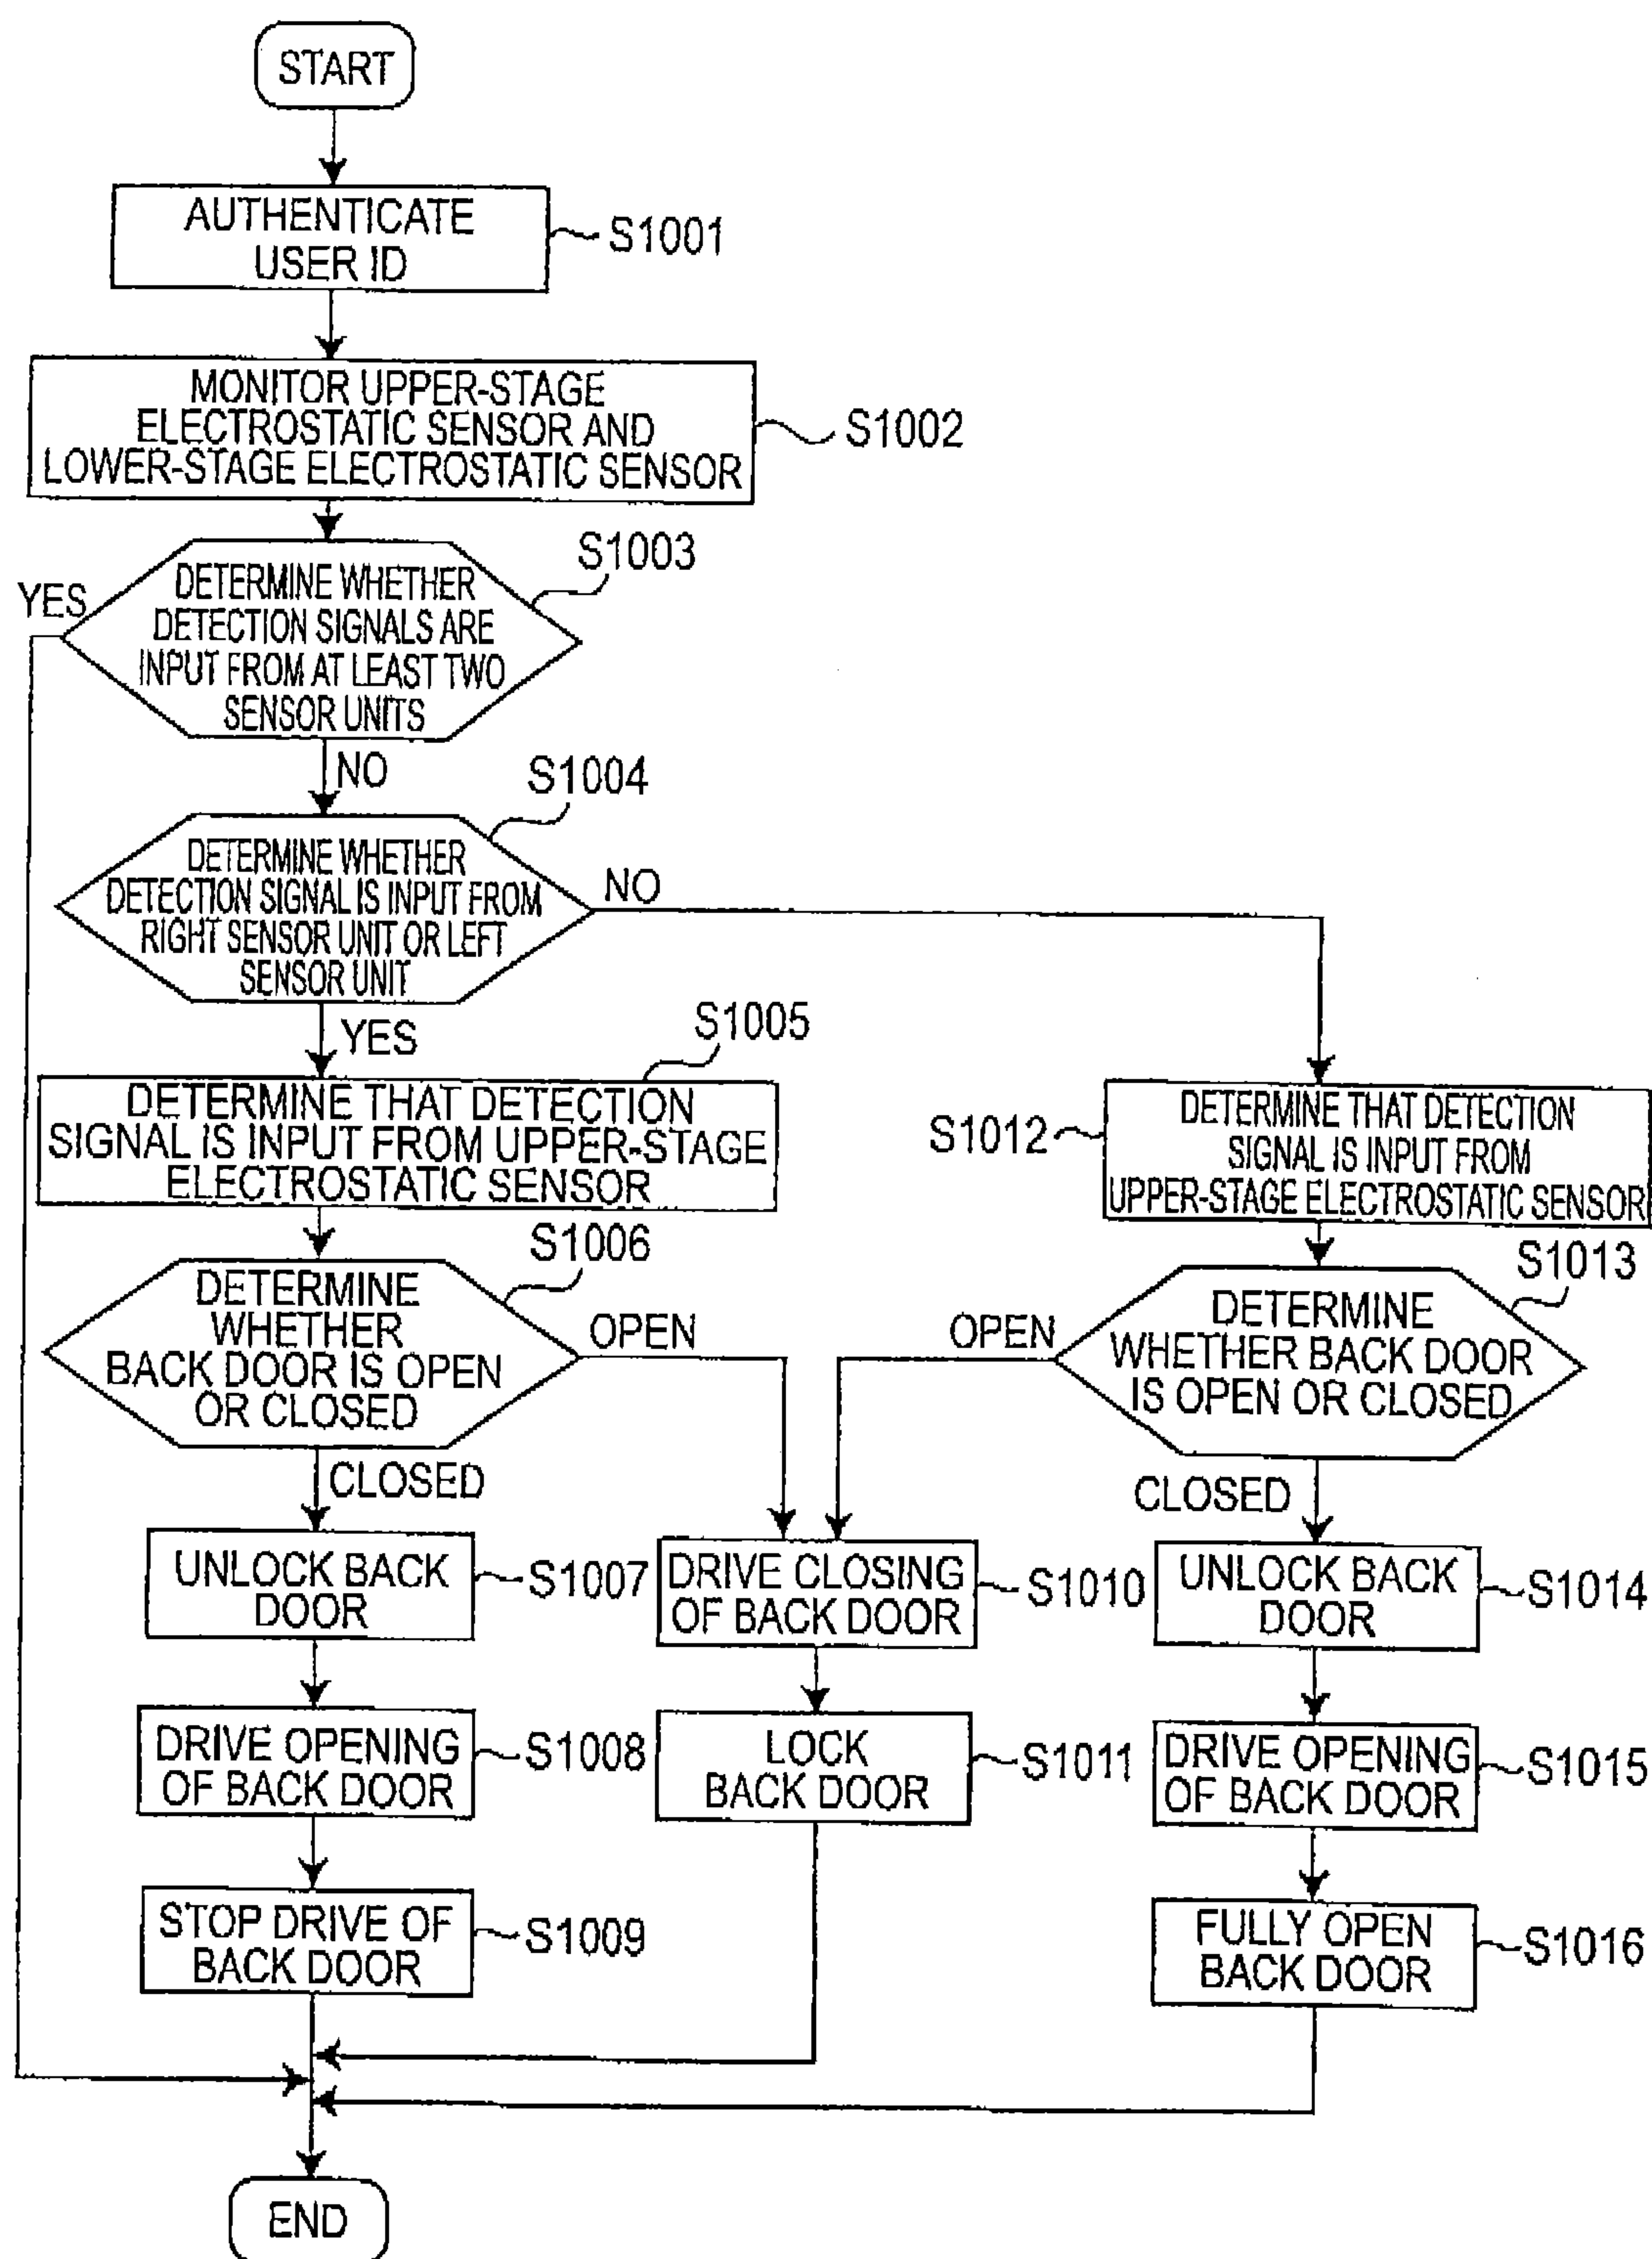 START
AUTHENTICATE
USER ID
S1001
MONITOR UPPER-STAGE
ELECTROSTATIC SENSOR AND
LOWER-STAGE ELECTROSTATIC SENSOR
S1002
S1003
YES
DETERMINE WHETHER
DETECTION SIGNALS ARE
INPUT FROM AT LEAST TWO
SENSOR UNITS
NO
S1004
DETERMINE WHETHER
DETECTION SIGNAL IS INPUT FROM
RIGHT SENSOR UNIT OR LEFT
SENSOR UNIT
NO
YES
S1005
DETERMINE THAT DETECTION
SIGNAL IS INPUT FROM UPPER-STAGE
ELECTROSTATIC SENSOR
S1012
DETERMINE THAT DETECTION
SIGNAL IS INPUT FROM
UPPER-STAGE ELECTROSTATIC SENSOR
S1006
DETERMINE
WHETHER
BACK DOOR IS OPEN
OR CLOSED
OPEN
OPEN
S1013
DETERMINE
WHETHER BACK DOOR
IS OPEN OR CLOSED
CLOSED
CLOSED
UNLOCK BACK
DOOR
S1007
DRIVE CLOSING
OF BACK DOOR
S1010
UNLOCK BACK
DOOR
S1014
DRIVE OPENING
OF BACK DOOR
S1008
LOCK
BACK DOOR
S1011
DRIVE OPENING
OF BACK DOOR
S1015
STOP DRIVE OF
BACK DOOR
S1009
FULLY OPEN
BACK DOOR
S1016
END